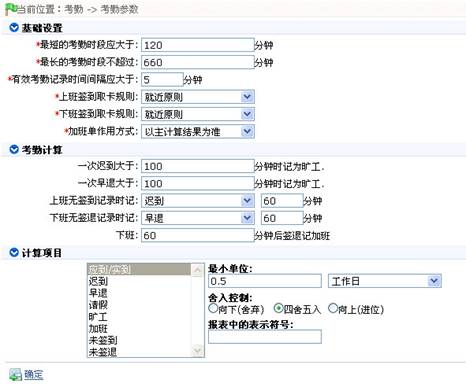 当前位置：考勤 -> 考勤参数
基础设置
*最短的考勤时段应大于: 120 分钟
*最长的考勤时段不超过: 660 分钟
*有效考勤记录时间间隔应大于: 5 分钟
*上班签到取卡规则: 就近原则
*下班签到取卡规则: 就近原则
*加班单作用方式: 以主计算结果为准
考勤计算
一次迟到大于: 100 分钟时记为旷工.
一次早退大于: 100 分钟时记为旷工.
上班无签到记录时记: 迟到 60 分钟
下班无签退记录时记: 早退 60 分钟
下班: 60 分钟后签退记加班
计算项目
应到/实到
迟到
早退
请假
旷工
加班
未签到
未签退
最小单位:
0.5 工作日
舍入控制:
向下(舍弃) 四舍五入 向上(进位)
报表中的表示符号:
确定